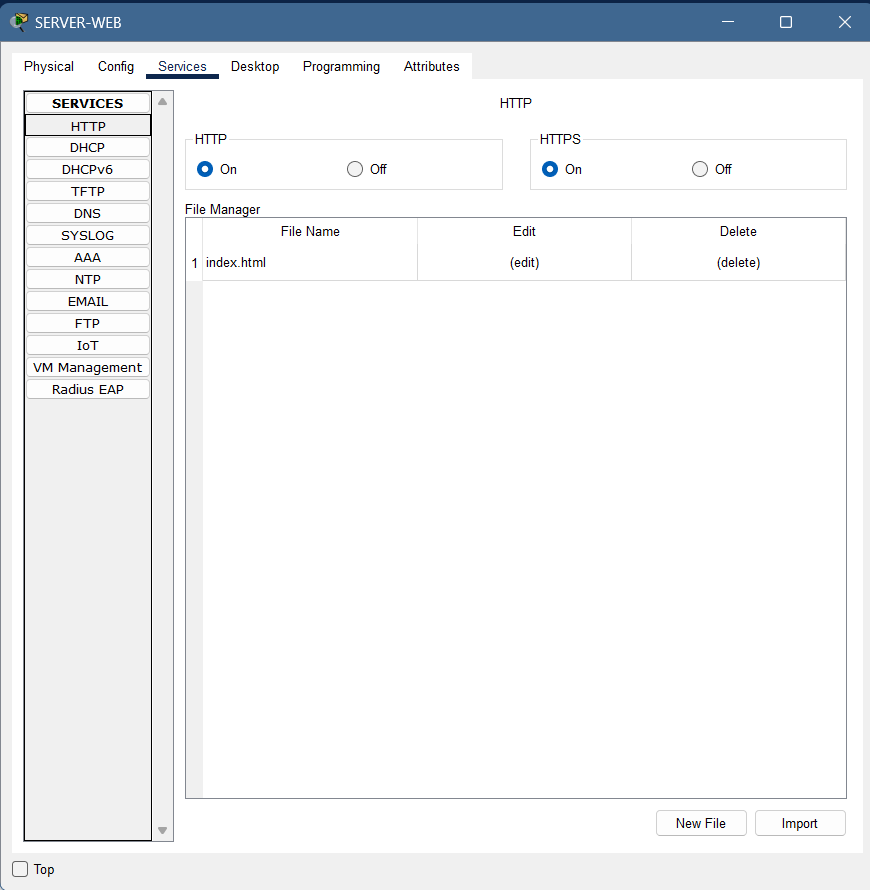 SERVER-WEB
Physical Config Services Desktop Programming Attributes
SERVICES
HTTP
DHCP
DHCPv6
TFTP
DNS
SYSLOG
AAA
NTP
EMAIL
FTP
IoT
VM Management
Radius EAP
HTTP
HTTP
On Off
HTTPS
On Off
File Manager
File Name Edit Delete
1 index.html (edit) (delete)
New File Import
Top